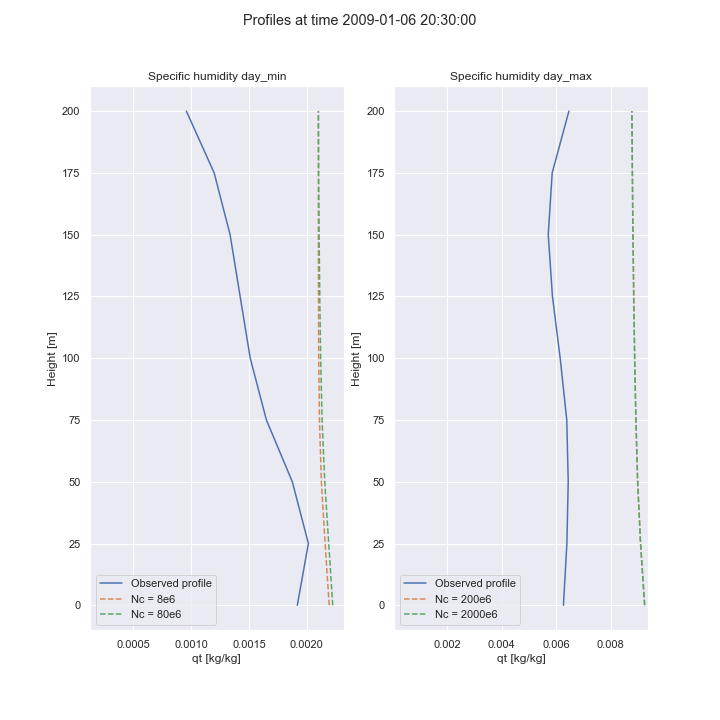 Profiles at time 2009-01-06 20:30:00
Specific humidity day_min
200
175
150
125
100
75
50
25
0
Height [m]
Observed profile
Nc = 8e6
Nc = 80e6
0.0005 0.0010 0.0015 0.0020
qt [kg/kg]
Specific humidity day_max
200
175
150
125
100
75
50
25
0
Height [m]
Observed profile
Nc = 200e6
Nc = 2000e6
0.002 0.004 0.006 0.008
qt [kg/kg]